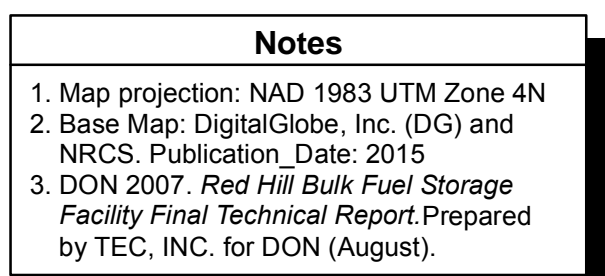 Notes
1. Map projection: NAD 1983 UTM Zone 4N
2. Base Map: DigitalGlobe, Inc. (DG) and
NRCS. Publication_Date: 2015
3. DON 2007. Red Hill Bulk Fuel Storage
Facility Final Technical Report.Prepared
by TEC, INC. for DON (August).